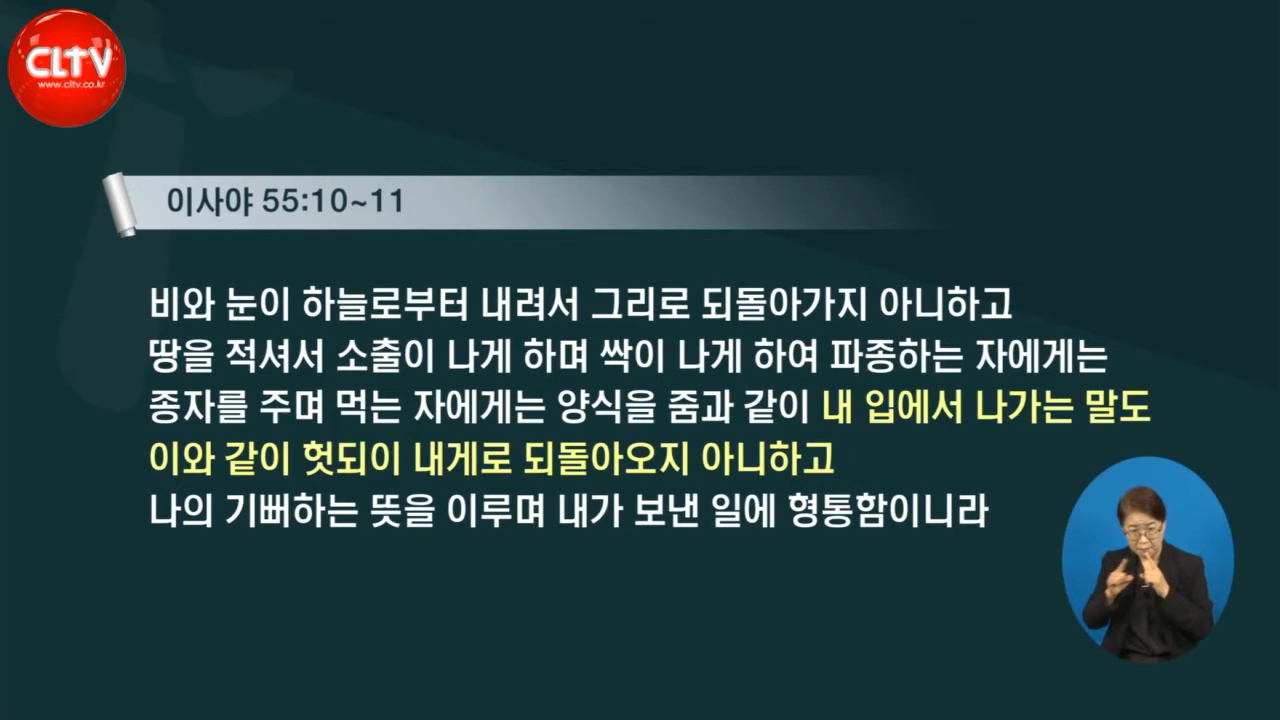 CLTV
www.cltv.co.kr
이사야 55:10~11
비와 눈이 하늘로부터 내려서 그리로 되돌아가지 아니하고
땅을 적셔서 소출이 나게 하며 싹이 나게 하여 파종하는 자에게는
종자를 주며 먹는 자에게는 양식을 줌과 같이 내 입에서 나가는 말도
이와 같이 헛되이 내게로 되돌아오지 아니하고
나의 기뻐하는 뜻을 이루며 내가 보낸 일에 형통함이니라